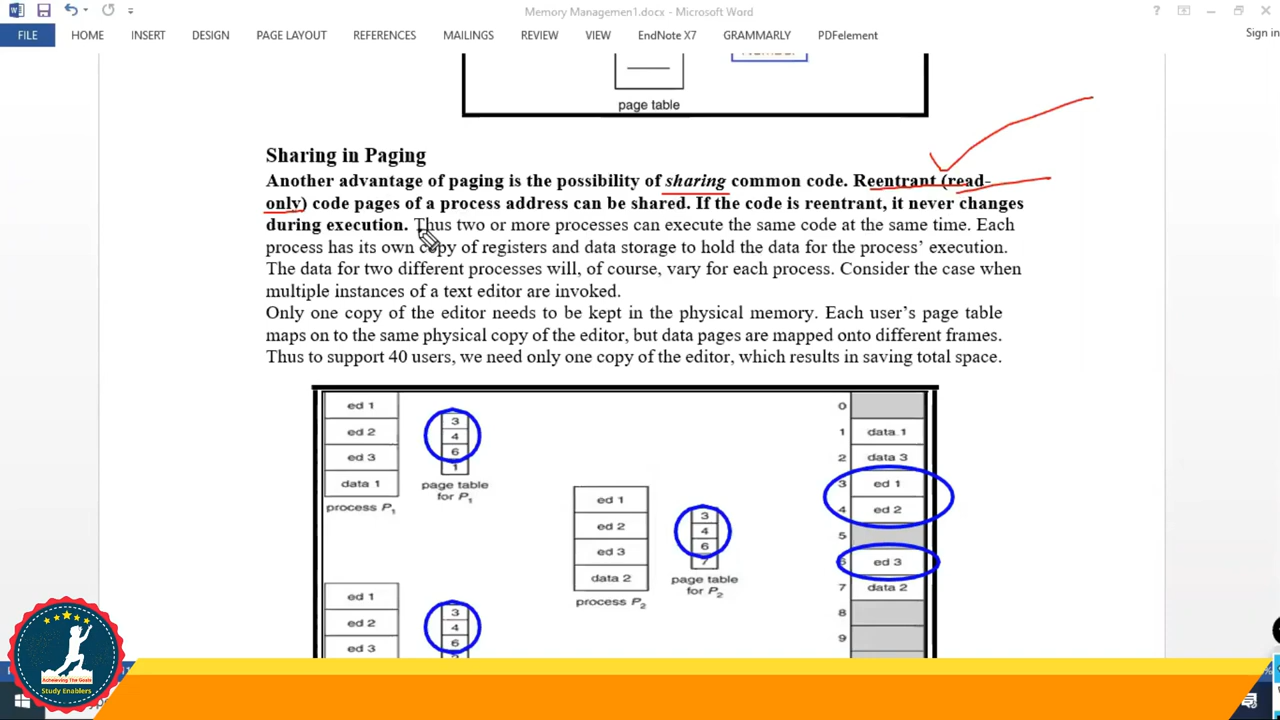 Memory Managemen1.docx - Microsoft Word
FILE HOME INSERT DESIGN PAGE LAYOUT REFERENCES MAILINGS REVIEW VIEW EndNote X7 GRAMMARLY PDFelement Sign in
page table
Sharing in Paging
Another advantage of paging is the possibility of sharing common code. Reentrant (read-
only) code pages of a process address can be shared. If the code is reentrant, it never changes
during execution. Thus two or more processes can execute the same code at the same time. Each
process has its own copy of registers and data storage to hold the data for the process' execution.
The data for two different processes will, of course, vary for each process. Consider the case when
multiple instances of a text editor are invoked.
Only one copy of the editor needs to be kept in the physical memory. Each user's page table
maps on to the same physical copy of the editor, but data pages are mapped onto different frames.
Thus to support 40 users, we need only one copy of the editor, which results in saving total space.
ed 1
ed 2
ed 3
data 1
process P1
3
4
6
1
page table
for P1
ed 1
ed 2
ed 3
data 2
process P2
3
4
6
7
page table
for P2
0
1 data 1
2 data 3
3 ed 1
4 ed 2
5
6 ed 3
7 data 2
8
9
ed 1
ed 2
ed 3
3
4
6
Achieving The Goals
Study Enablers